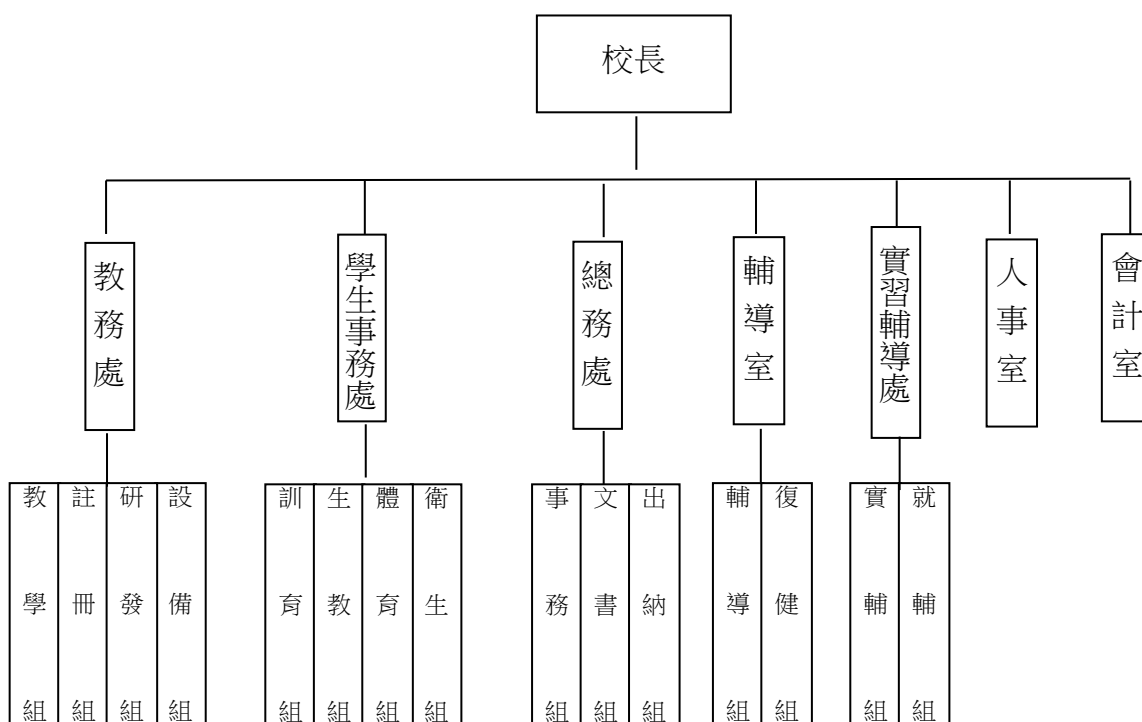 校長
教務處
學生事務處
總務處
輔導室
實習輔導處
人事室
會計室
教學組
註冊組
研發組
設備組
訓育組
生教組
體育組
衛生組
事務組
文書組
出納組
輔導組
復健組
實輔組
就輔組